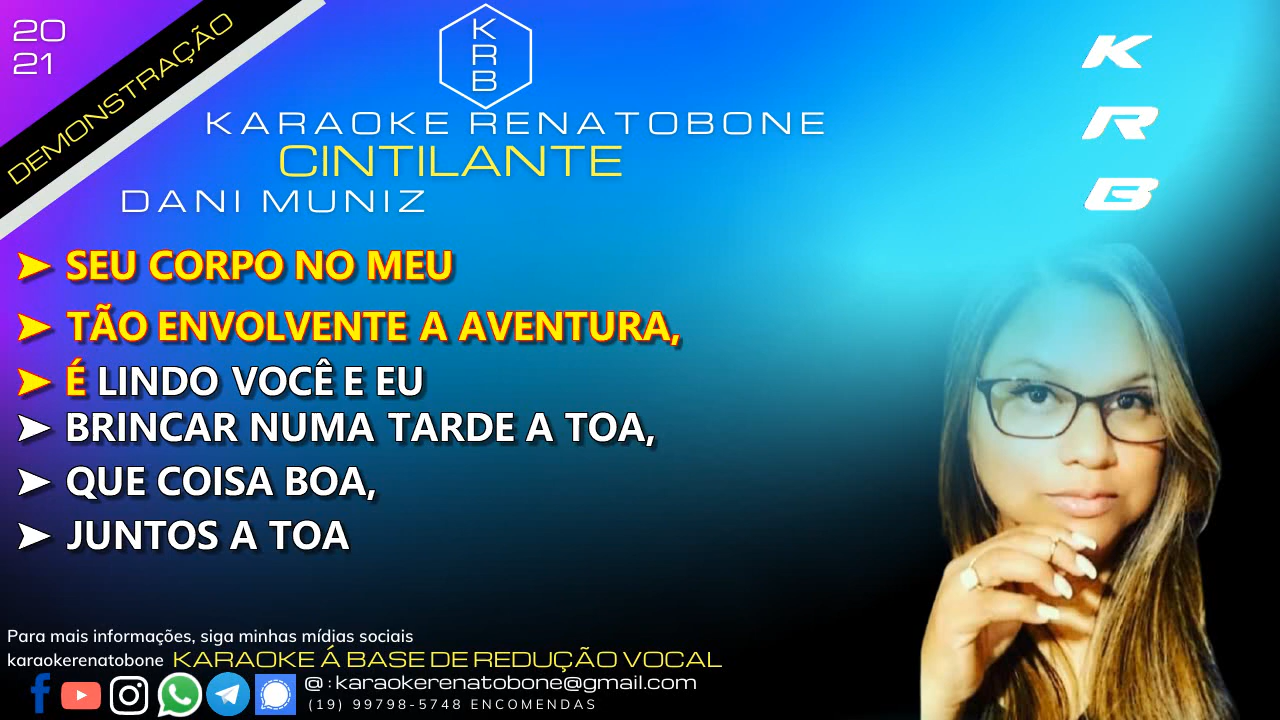 20
21
DEMONSTRAÇÃO
K
R
B
KARAOKE RENATOBONE
CINTILANTE
DANI MUNIZ
K
R
B
➤ SEU CORPO NO MEU
➤ TÃO ENVOLVENTE A AVENTURA,
➤ É LINDO VOCÊ E EU
➤ BRINCAR NUMA TARDE A TOA,
➤ QUE COISA BOA,
➤ JUNTOS A TOA
Para mais informações, siga minhas mídias sociais
karaokerenatobone KARAOKE Á BASE DE REDUÇÃO VOCAL
@:karaokerenatobone@gmail.com
(19) 99798-5748 ENCOMENDAS